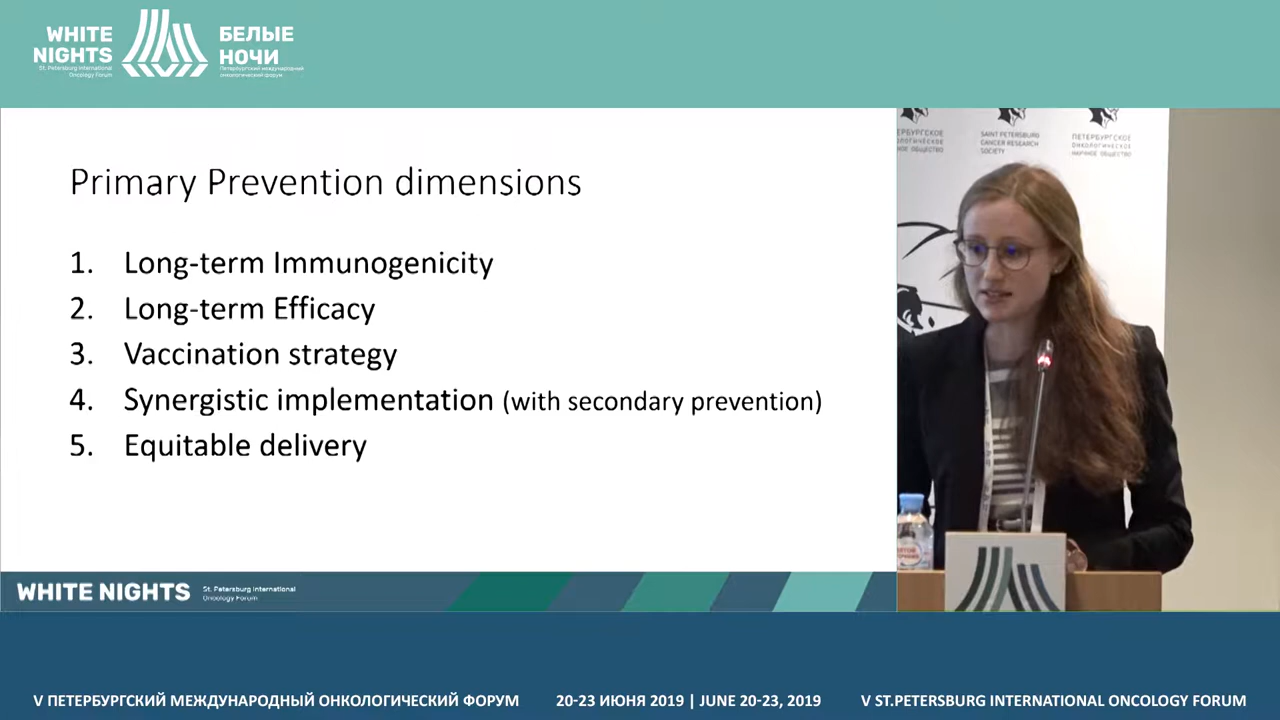 WHITE
NIGHTS
St. Petersburg International
Oncology Forum
БЕЛЫЕ
НОЧИ
Петербургский международный
онкологический форум
Primary Prevention dimensions
1. Long-term Immunogenicity
2. Long-term Efficacy
3. Vaccination strategy
4. Synergistic implementation (with secondary prevention)
5. Equitable delivery
WHITE NIGHTS
St. Petersburg International
Oncology Forum
SAINT PETERSBURG
CANCER RESEARCH
SOCIETY
ПЕТЕРБУРГСКОЕ
ОНКОЛОГИЧЕСКОЕ
НАУЧНОЕ ОБЩЕСТВО
V ПЕТЕРБУРГСКИЙ МЕЖДУНАРОДНЫЙ ОНКОЛОГИЧЕСКИЙ ФОРУМ
20-23 ИЮНЯ 2019 | JUNE 20-23, 2019
V ST.PETERSBURG INTERNATIONAL ONCOLOGY FORUM